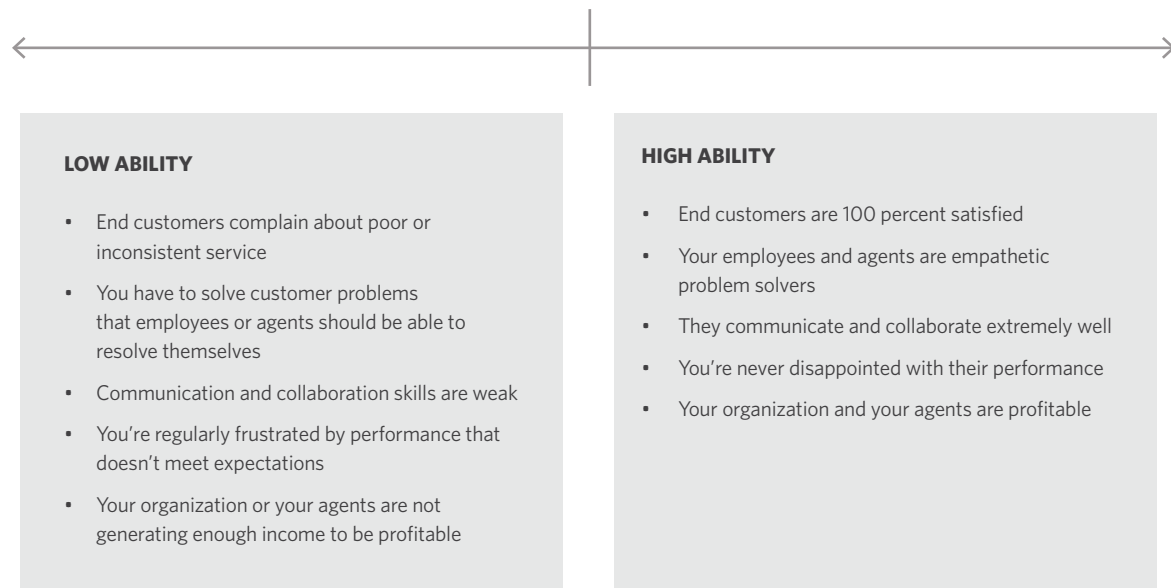 LOW ABILITY
• End customers complain about poor or
inconsistent service
• You have to solve customer problems
that employees or agents should be able to
resolve themselves
• Communication and collaboration skills are weak
• You’re regularly frustrated by performance that
doesn’t meet expectations
• Your organization or your agents are not
generating enough income to be profitable
HIGH ABILITY
• End customers are 100 percent satisfied
• Your employees and agents are empathetic
problem solvers
• They communicate and collaborate extremely well
• You’re never disappointed with their performance
• Your organization and your agents are profitable